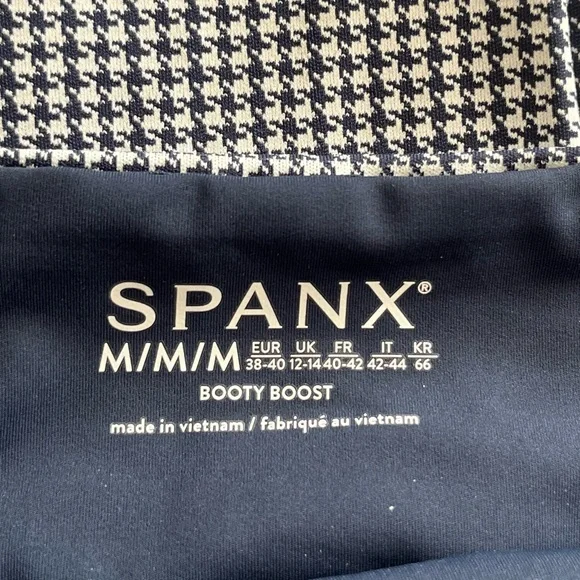 SPANX®
M/M/M EUR 38-40 UK 12-14 FR 40-42 IT 42-44 KR 66
BOOTY BOOST
made in vietnam / fabriqué au vietnam